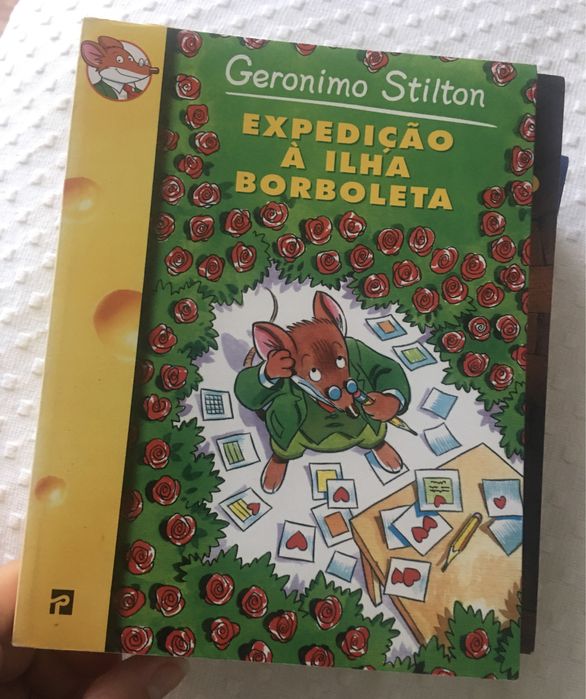 Geronimo Stilton
EXPEDIÇÃO
À ILHA
BORBOLETA